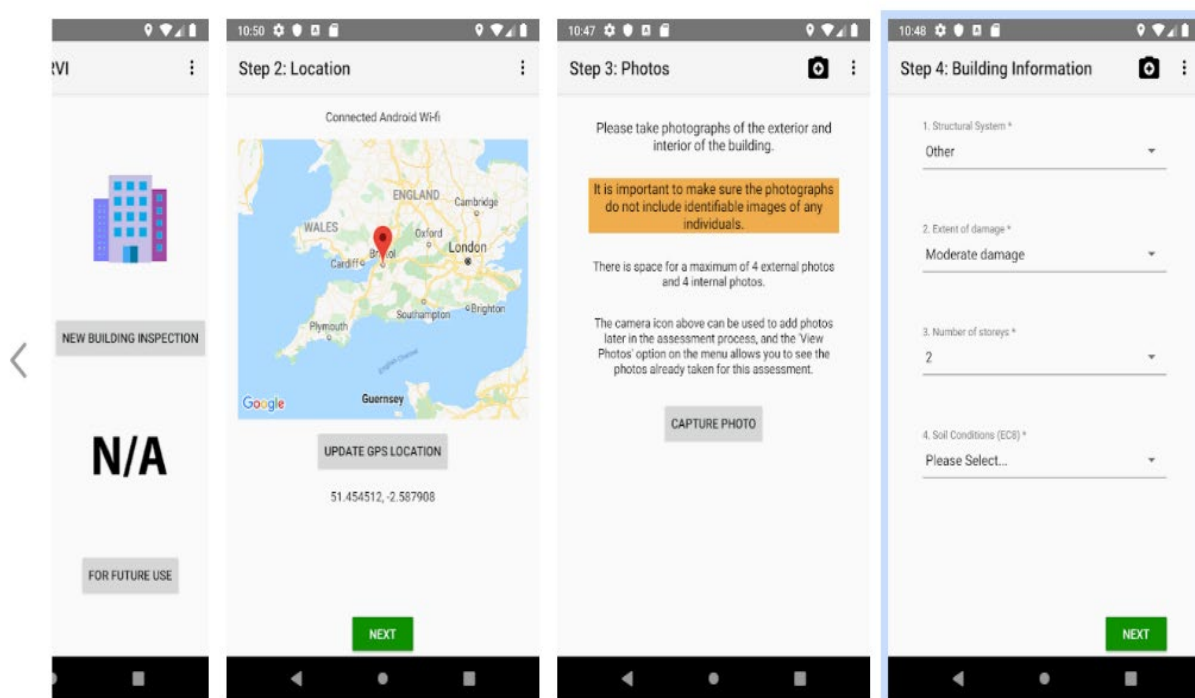 RVI
NEW BUILDING INSPECTION
N/A
FOR FUTURE USE
10:50
Step 2: Location
Connected Android Wi-fi
ENGLAND
Cambridge
WALES
Oxford
London
Cardiff
Bristol
Southampton
Brighton
Plymouth
English Channel
Guernsey
Google
UPDATE GPS LOCATION
51.454512, -2.587908
NEXT
10:47
Step 3: Photos
Please take photographs of the exterior and
interior of the building.
It is important to make sure the photographs
do not include identifiable images of any
individuals.
There is space for a maximum of 4 external photos
and 4 internal photos.
The camera icon above can be used to add photos
later in the assessment process, and the 'View
Photos' option on the menu allows you to see the
photos already taken for this assessment.
CAPTURE PHOTO
10:48
Step 4: Building Information
1. Structural System *
Other
2. Extent of damage *
Moderate damage
3. Number of storeys *
2
4. Soil Conditions (EC8) *
Please Select...
NEXT